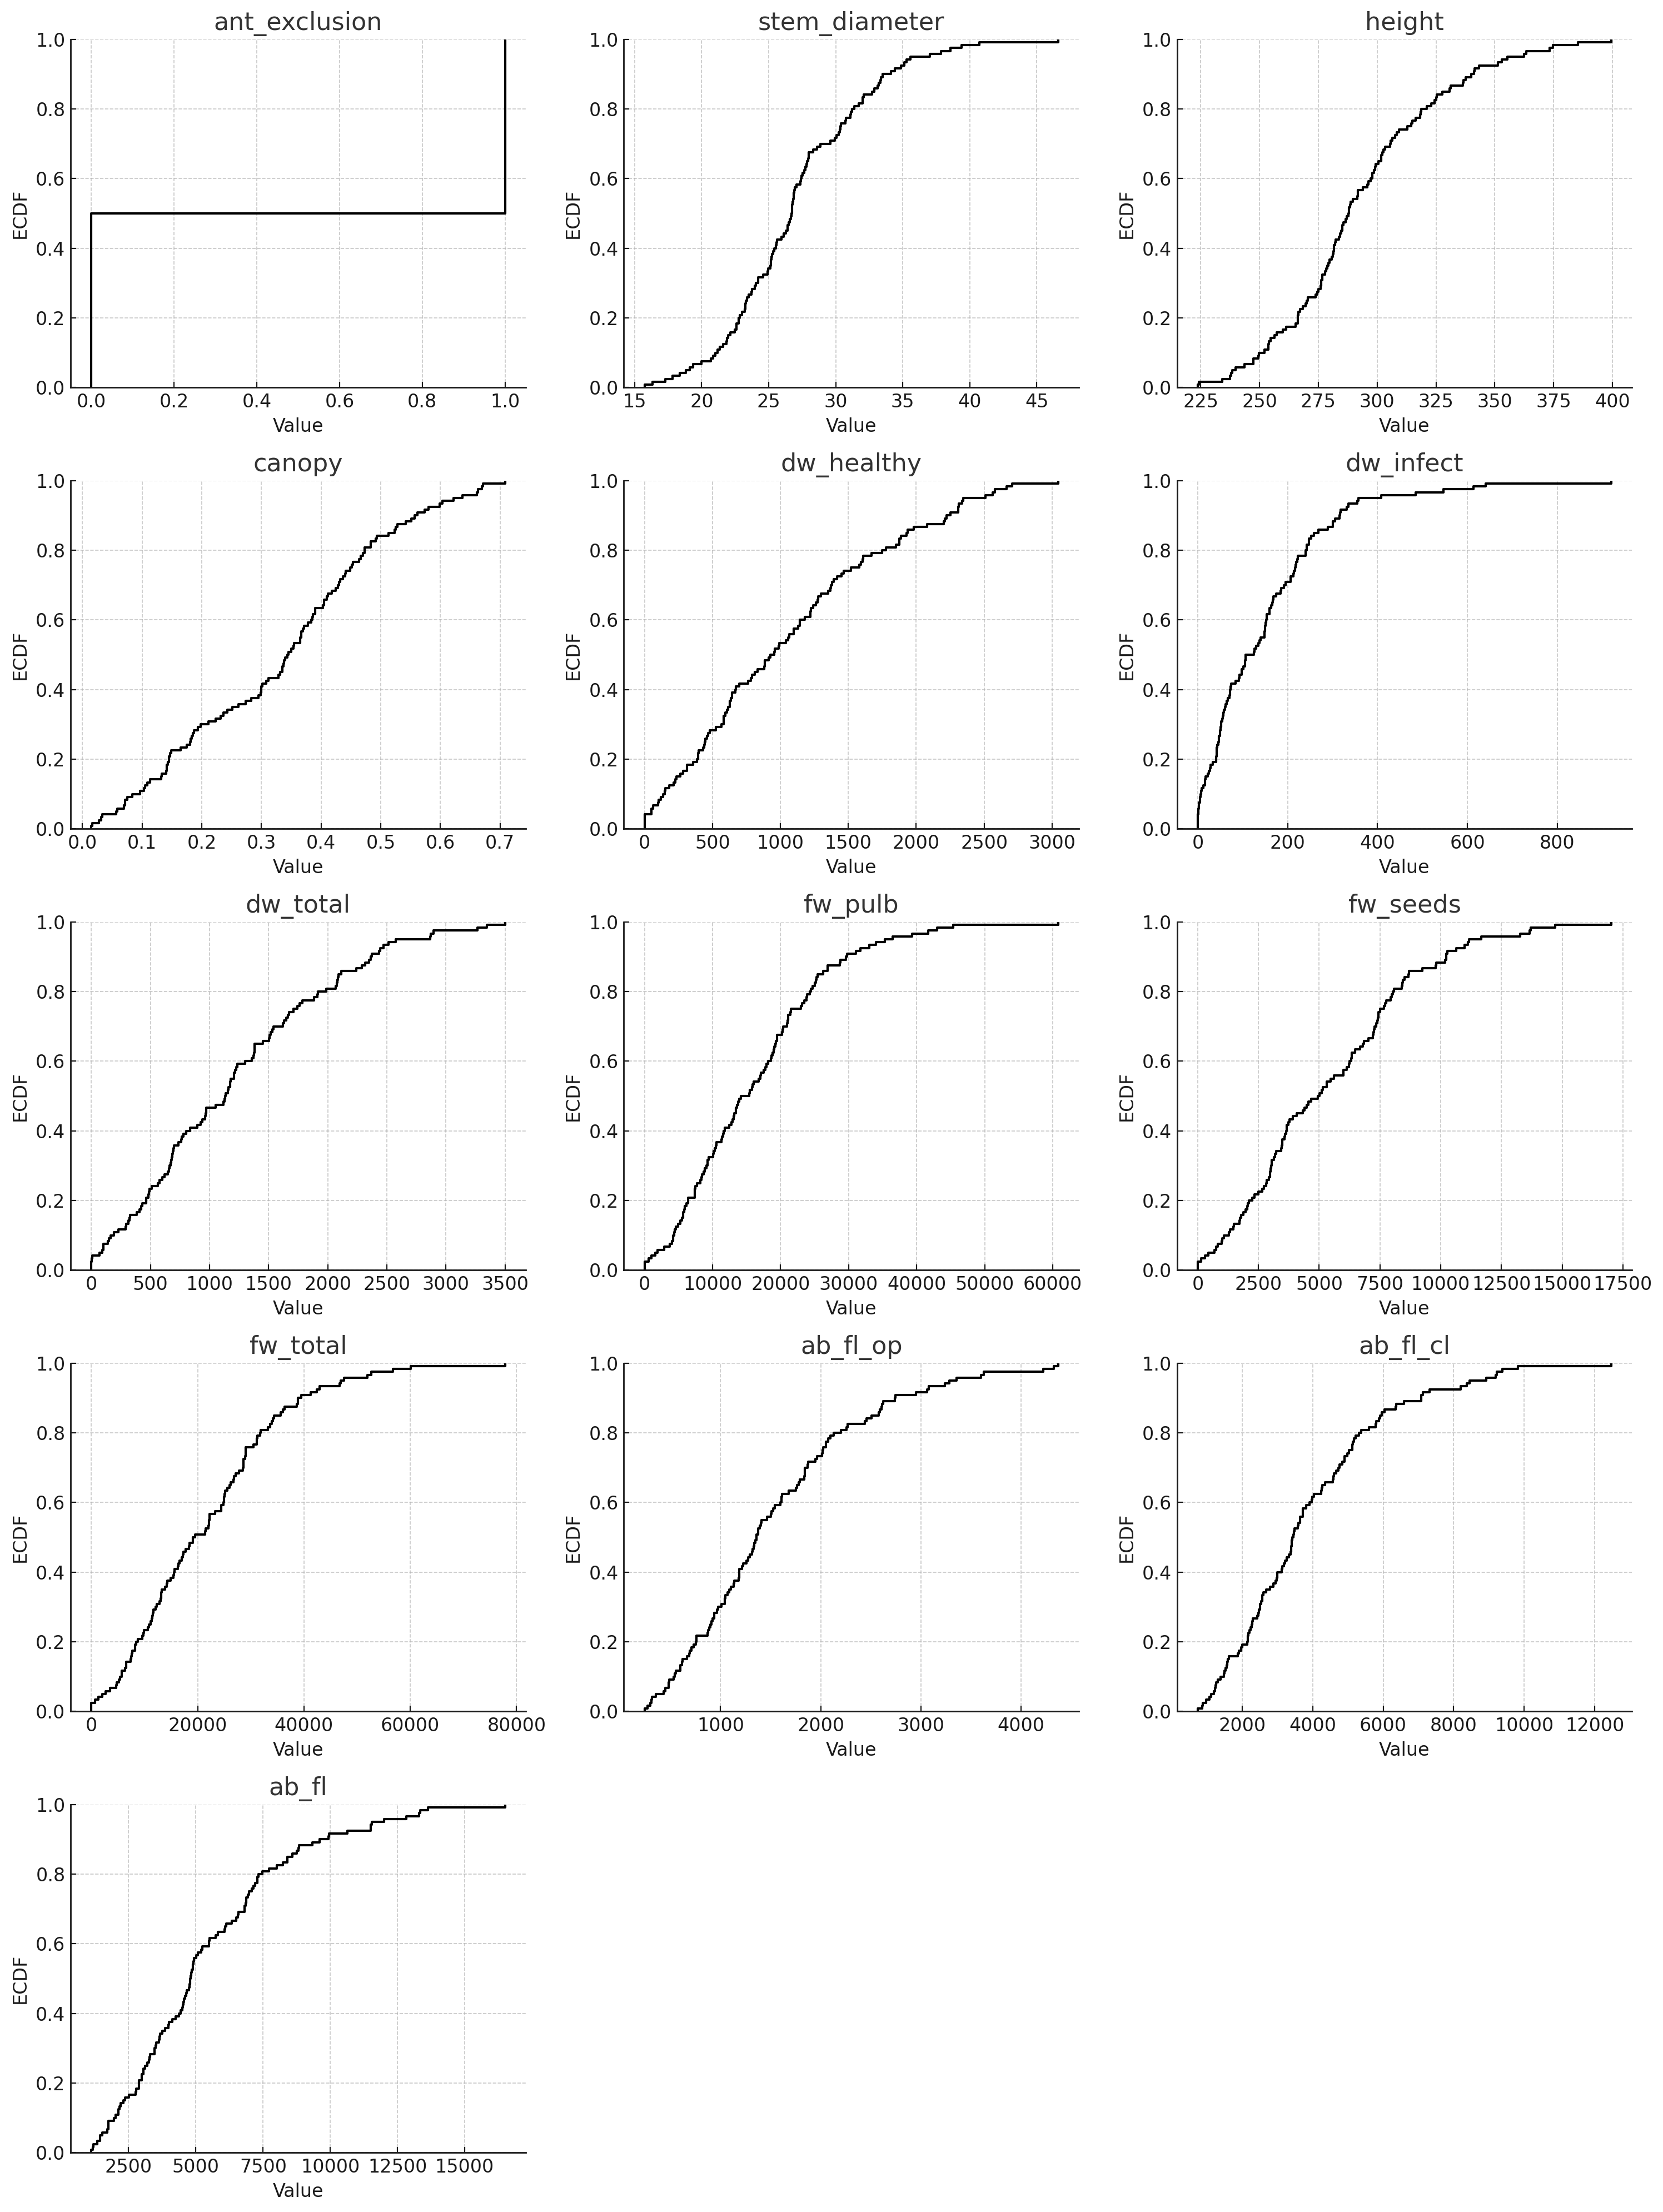 ant_exclusion stem_diameter height
1.0 1.0 1.0
0.8 0.8 0.8
0.6 0.6 0.6
ECDF ECDF ECDF
0.4 0.4 0.4
0.2 0.2 0.2
0.0 0.0 0.0
0.0 0.2 0.4 0.6 0.8 1.0 15 20 25 30 35 40 45 225 250 275 300 325 350 375 400
Value Value Value
canopy dw_healthy dw_infect
1.0 1.0 1.0
0.8 0.8 0.8
0.6 0.6 0.6
ECDF ECDF ECDF
0.4 0.4 0.4
0.2 0.2 0.2
0.0 0.0 0.0
0.0 0.1 0.2 0.3 0.4 0.5 0.6 0.7 0 500 1000 1500 2000 2500 3000 0 200 400 600 800
Value Value Value
dw_total fw_pulb fw_seeds
1.0 1.0 1.0
0.8 0.8 0.8
0.6 0.6 0.6
ECDF ECDF ECDF
0.4 0.4 0.4
0.2 0.2 0.2
0.0 0.0 0.0
0 500 1000 1500 2000 2500 3000 3500 0 10000 20000 30000 40000 50000 60000 0 2500 5000 7500 10000 12500 15000 17500
Value Value Value
fw_total ab_fl_op ab_fl_cl
1.0 1.0 1.0
0.8 0.8 0.8
0.6 0.6 0.6
ECDF ECDF ECDF
0.4 0.4 0.4
0.2 0.2 0.2
0.0 0.0 0.0
0 20000 40000 60000 80000 1000 2000 3000 4000 2000 4000 6000 8000 10000 12000
Value Value Value
ab_fl
1.0
0.8
0.6
ECDF
0.4
0.2
0.0
2500 5000 7500 10000 12500 15000
Value